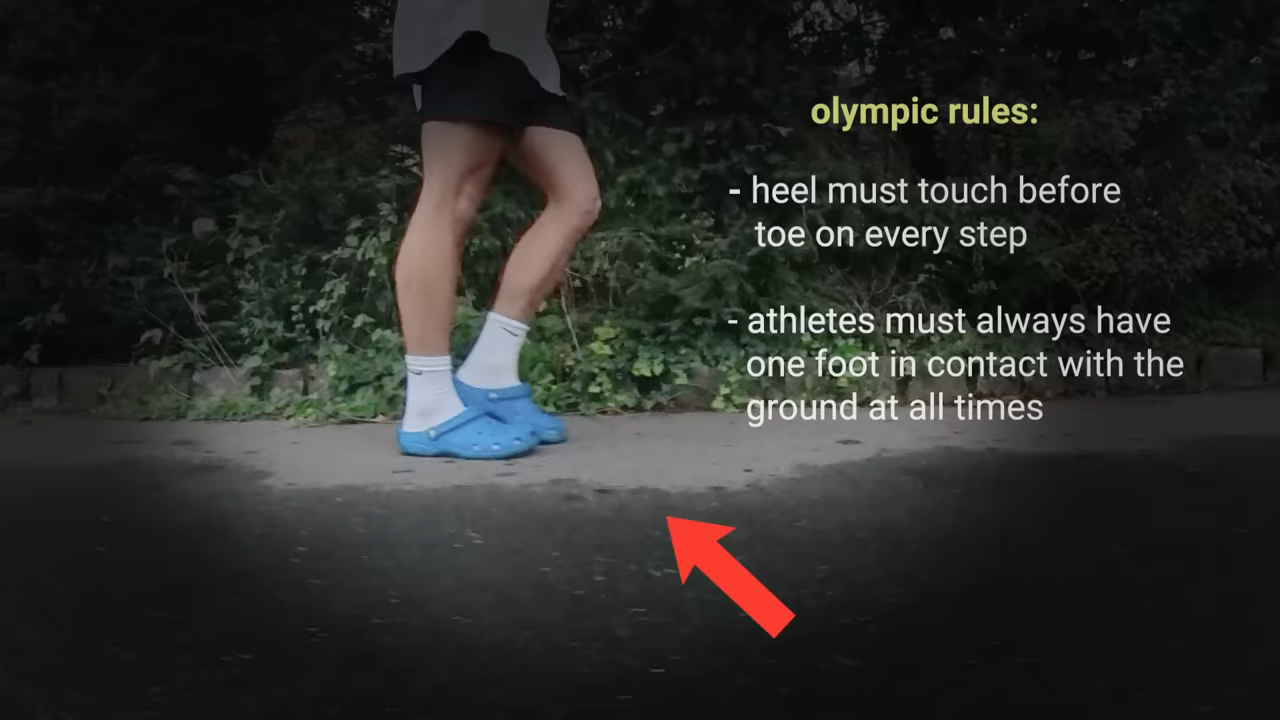 olympic rules:
- heel must touch before
toe on every step
- athletes must always have
one foot in contact with the
ground at all times